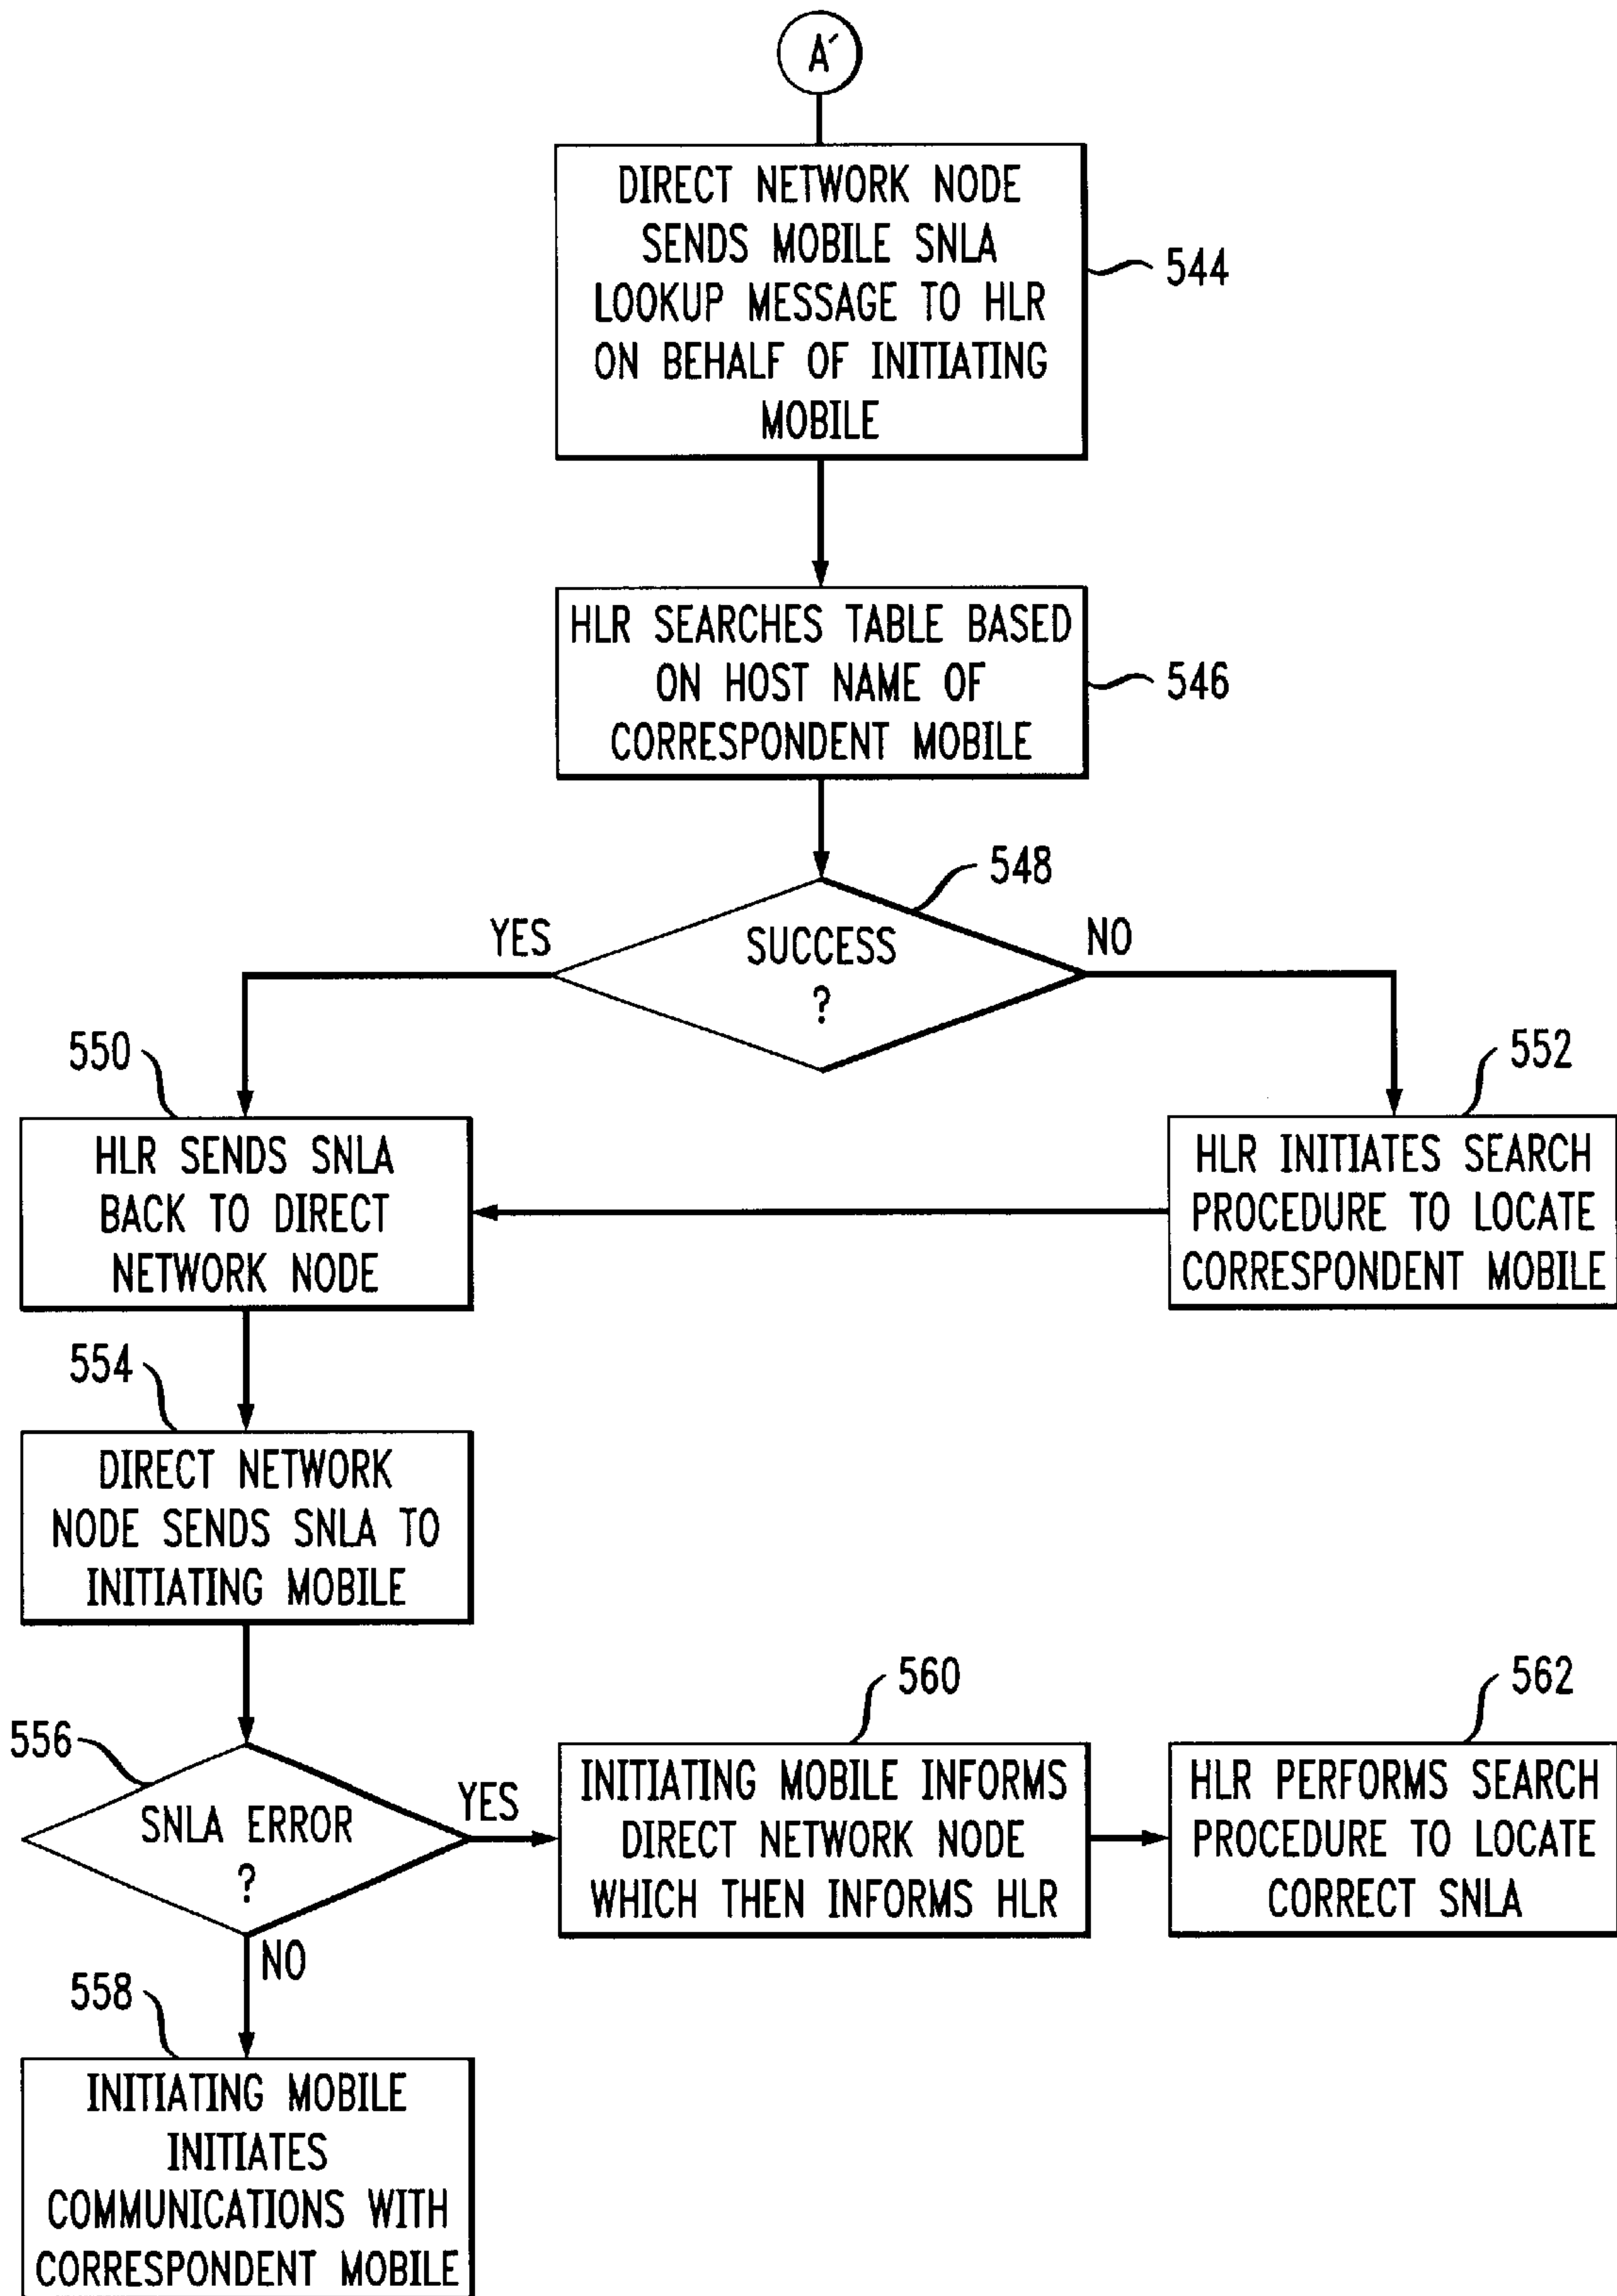 A´
DIRECT NETWORK NODE
SENDS MOBILE SNLA
LOOKUP MESSAGE TO HLR
ON BEHALF OF INITIATING
MOBILE
544
HLR SEARCHES TABLE BASED
ON HOST NAME OF
CORRESPONDENT MOBILE
546
548
YES
SUCCESS
?
NO
550
HLR SENDS SNLA
BACK TO DIRECT
NETWORK NODE
552
HLR INITIATES SEARCH
PROCEDURE TO LOCATE
CORRESPONDENT MOBILE
554
DIRECT NETWORK
NODE SENDS SNLA TO
INITIATING MOBILE
556
SNLA ERROR
?
YES
NO
560
INITIATING MOBILE INFORMS
DIRECT NETWORK NODE
WHICH THEN INFORMS HLR
562
HLR PERFORMS SEARCH
PROCEDURE TO LOCATE
CORRECT SNLA
558
INITIATING MOBILE
INITIATES
COMMUNICATIONS WITH
CORRESPONDENT MOBILE